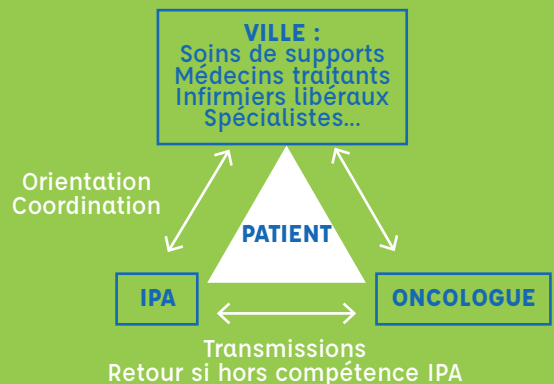 VILLE :
Soins de supports
Médecins traitants
Infirmiers libéraux
Spécialistes...
Orientation
Coordination
PATIENT
IPA
ONCOLOGUE
Transmissions
Retour si hors compétence IPA